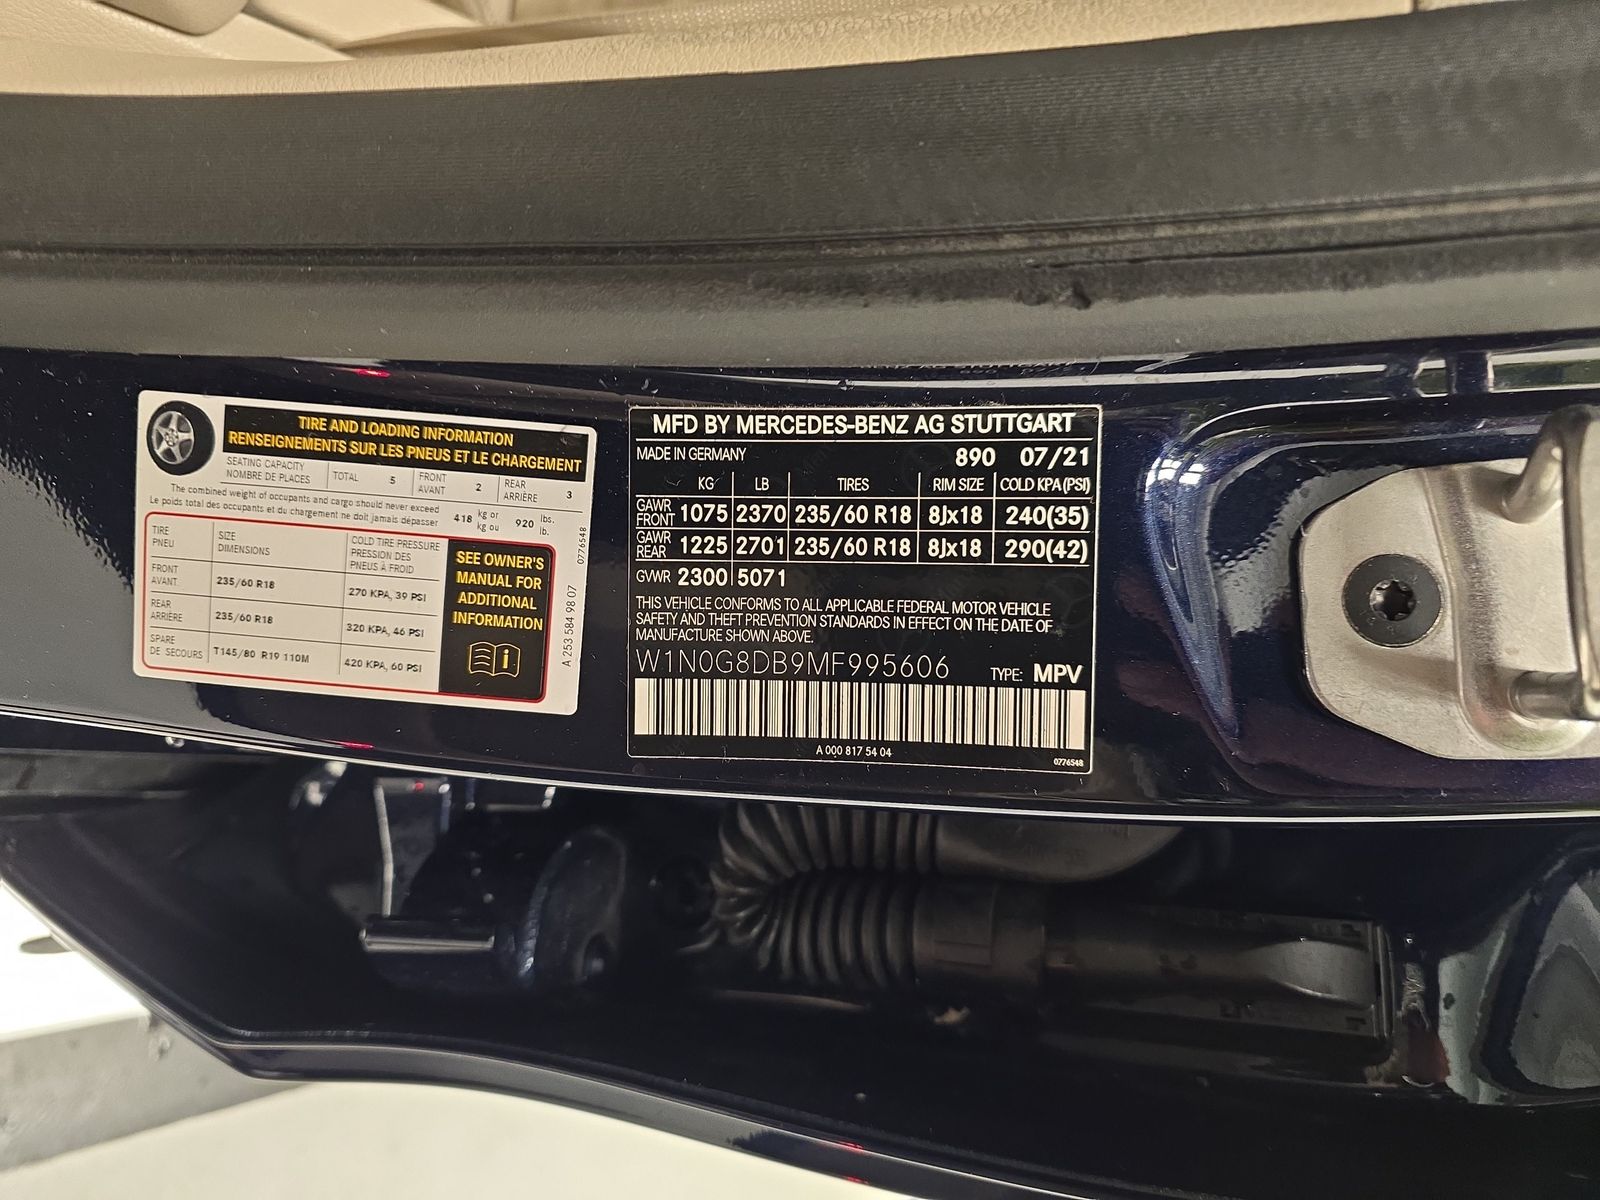 TIRE AND LOADING INFORMATION
RENSEIGNEMENTS SUR LES PNEUS ET LE CHARGEMENT
SEATING CAPACITY
NOMBRE DE PLACES
TOTAL 5
FRONT
AVANT 2
REAR
ARRIÈRE 3
The combined weight of occupants and cargo should never exceed
Le poids total des occupants et du chargement ne doit jamais dépasser
418 kg or
kg ou
920 lbs.
lb.
TIRE
PNEU
SIZE
DIMENSIONS
COLD TIRE PRESSURE
PRESSION DES
PNEUS À FROID
FRONT
AVANT
235/60 R18
270 KPA, 39 PSI
REAR
ARRIÈRE
235/60 R18
320 KPA, 46 PSI
SPARE
DE SECOURS
T145/80 R19 110M
420 KPA, 60 PSI
SEE OWNER'S
MANUAL FOR
ADDITIONAL
INFORMATION
A 253 584 98 07
0776548
MFD BY MERCEDES-BENZ AG STUTTGART
MADE IN GERMANY 890 07/21
KG LB TIRES RIM SIZE COLD KPA(PSI)
GAWR
FRONT 1075 2370 235/60 R18 8Jx18 240(35)
GAWR
REAR 1225 2701 235/60 R18 8Jx18 290(42)
GVWR 2300 5071
THIS VEHICLE CONFORMS TO ALL APPLICABLE FEDERAL MOTOR VEHICLE
SAFETY AND THEFT PREVENTION STANDARDS IN EFFECT ON THE DATE OF
MANUFACTURE SHOWN ABOVE.
W1N0G8DB9MF995606 TYPE: MPV
A 000 817 54 04
0776548